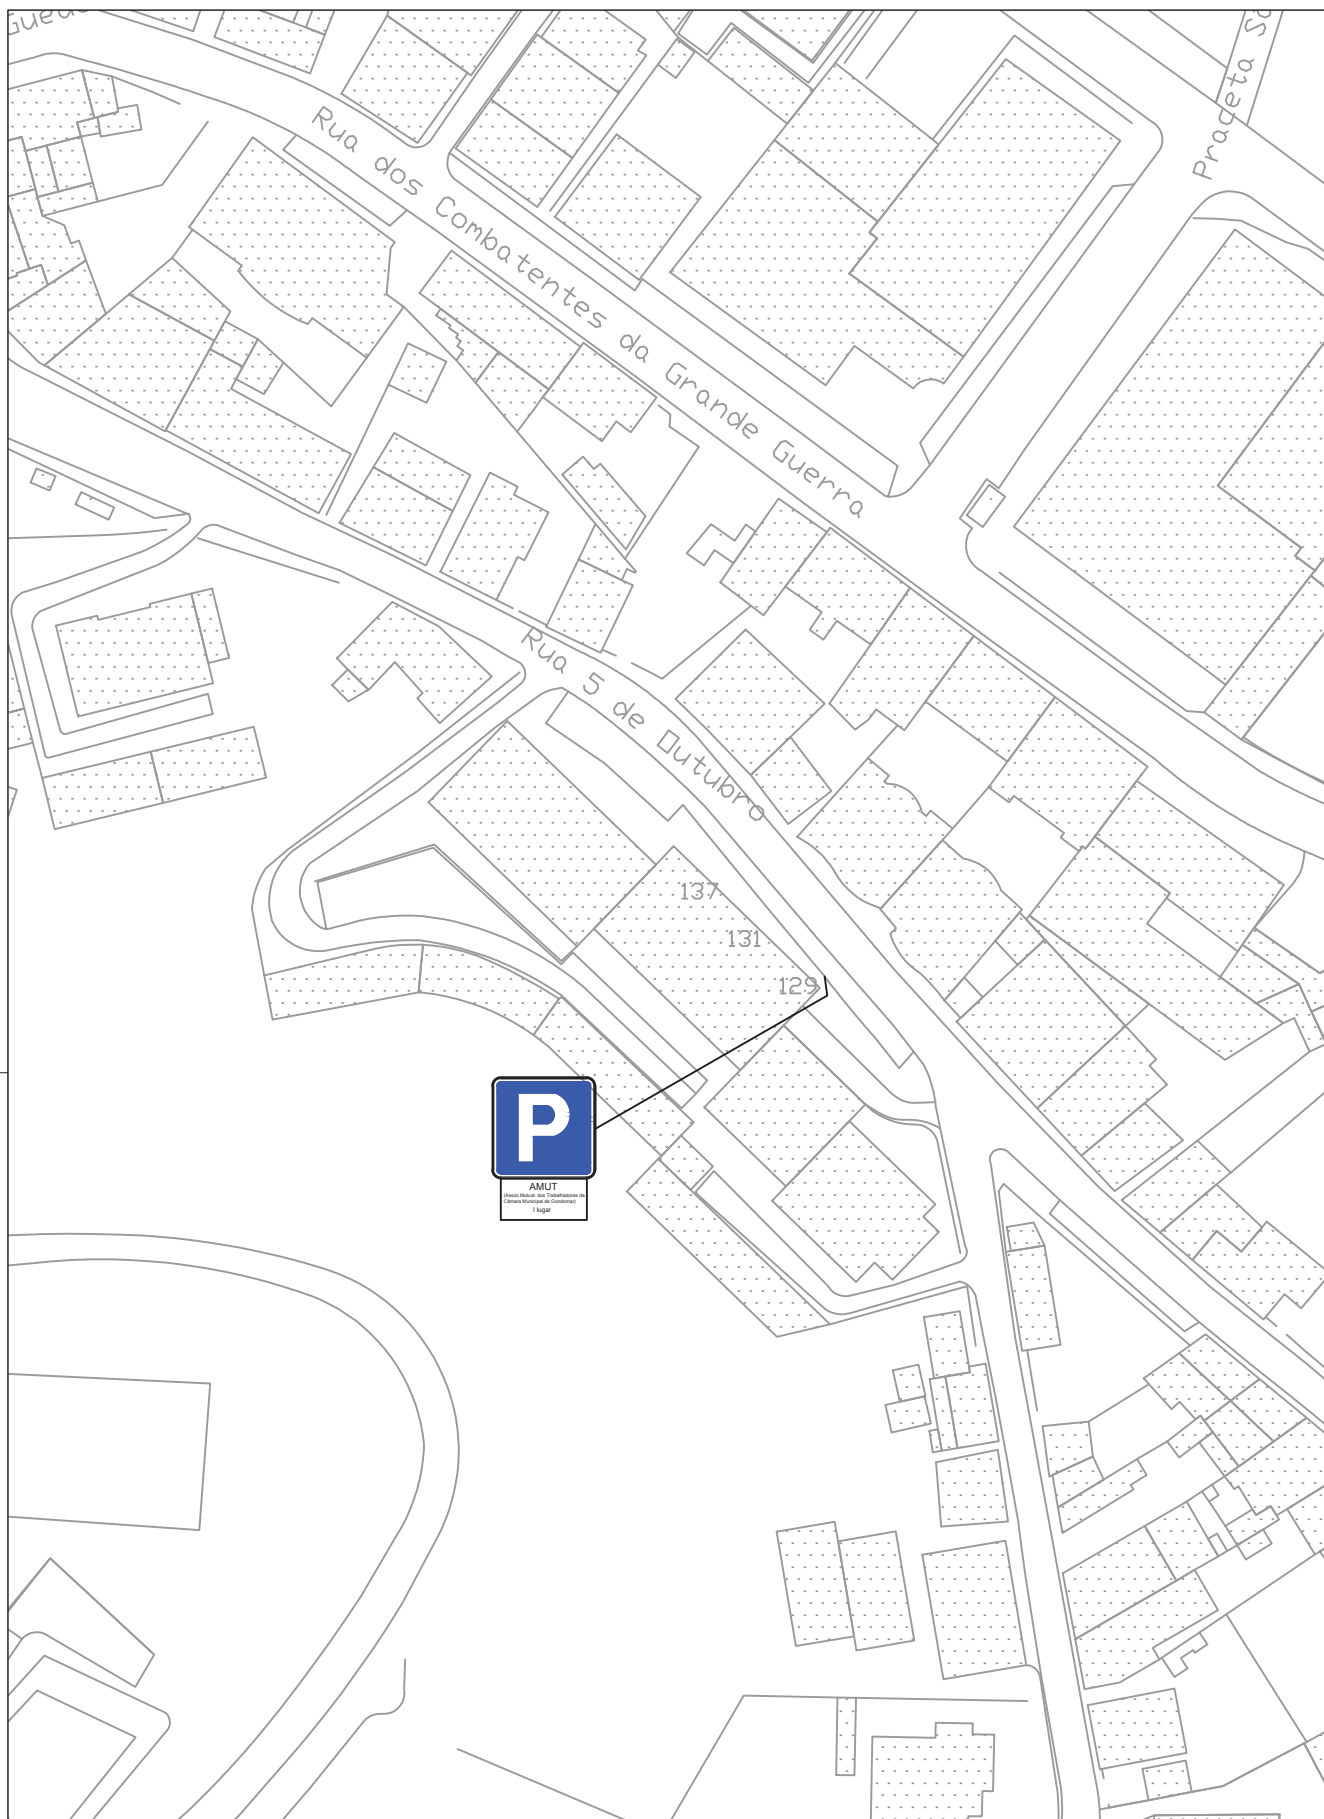 Rua dos Combatentes da Grande Guerra
Rua 5 de Outubro
137
131
129
P
AMUT
(Assoc.Mutual. dos Trabalhadores da
Câmara Municipal de Gondomar)
1 lugar
Praceta